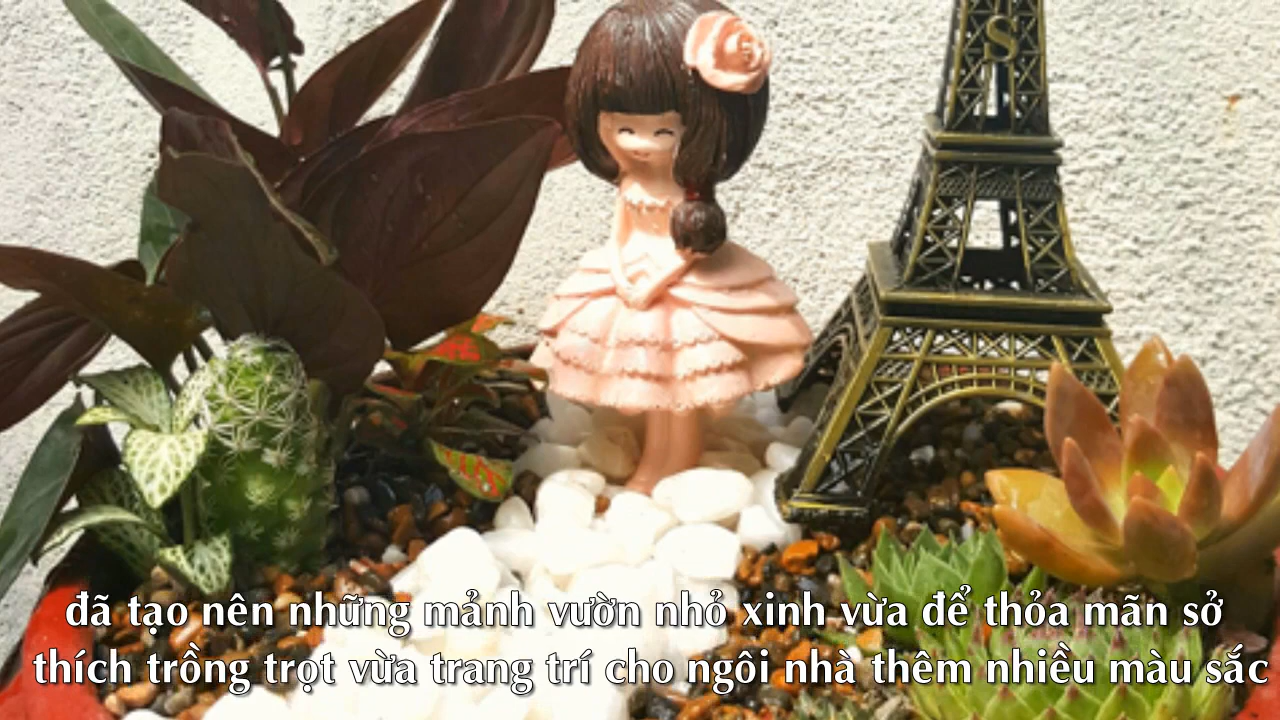 S
đã tạo nên những mảnh vườn nhỏ xinh vừa để thỏa mãn sở
thích trồng trọt vừa trang trí cho ngôi nhà thêm nhiều màu sắc